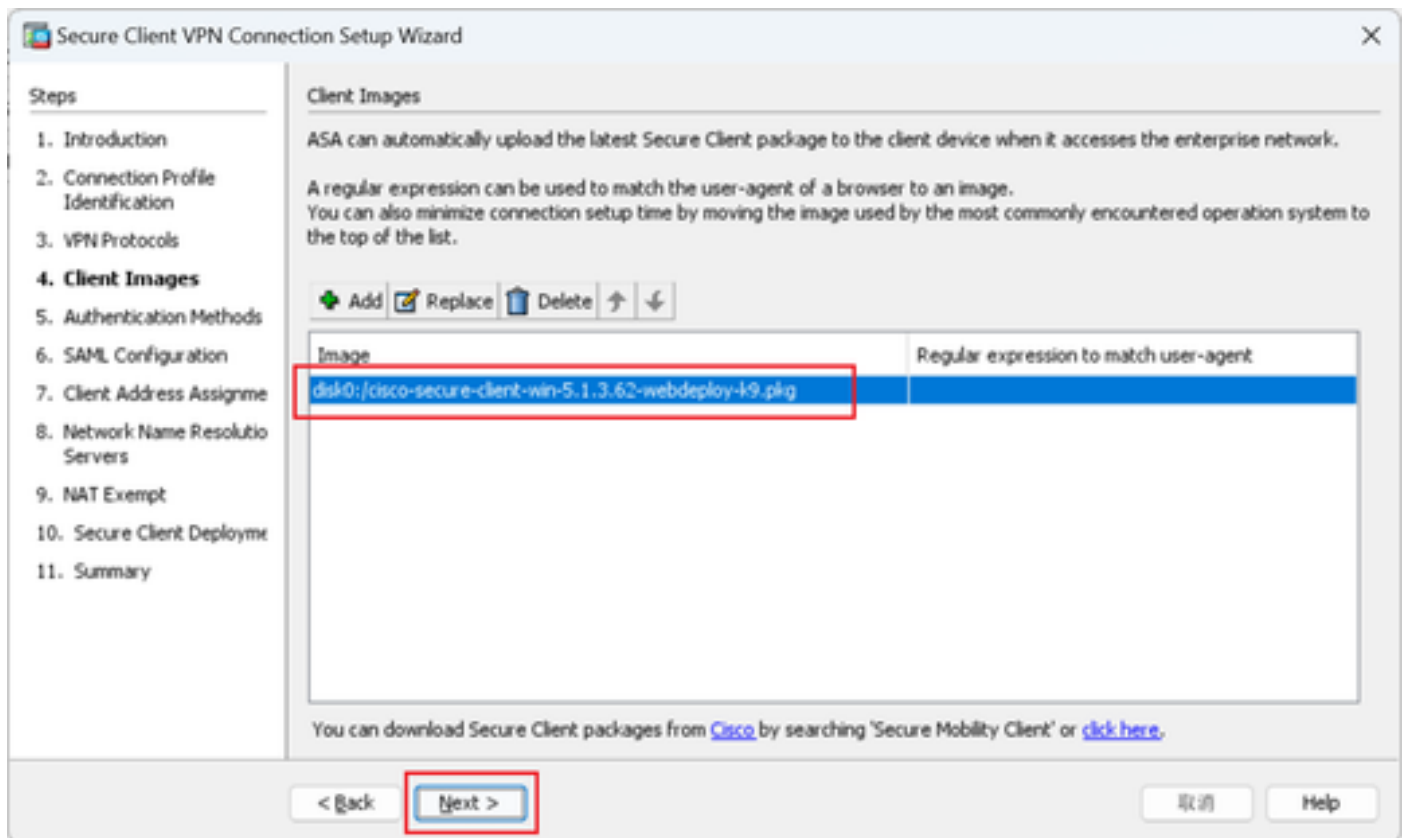 Secure Client VPN Connection Setup Wizard
Steps
1. Introduction
2. Connection Profile
Identification
3. VPN Protocols
4. Client Images
5. Authentication Methods
6. SAML Configuration
7. Client Address Assignme
8. Network Name Resolutio
Servers
9. NAT Exempt
10. Secure Client Deployme
11. Summary
Client Images
ASA can automatically upload the latest Secure Client package to the client device when it accesses the enterprise network.
A regular expression can be used to match the user-agent of a browser to an image.
You can also minimize connection setup time by moving the image used by the most commonly encountered operation system to
the top of the list.
Add Replace Delete
Image Regular expression to match user-agent
disk0:/cisco-secure-client-win-5.1.3.62-webdeploy-k9.pkg
You can download Secure Client packages from Cisco by searching 'Secure Mobility Client' or click here.
< Back Next > 取消 Help